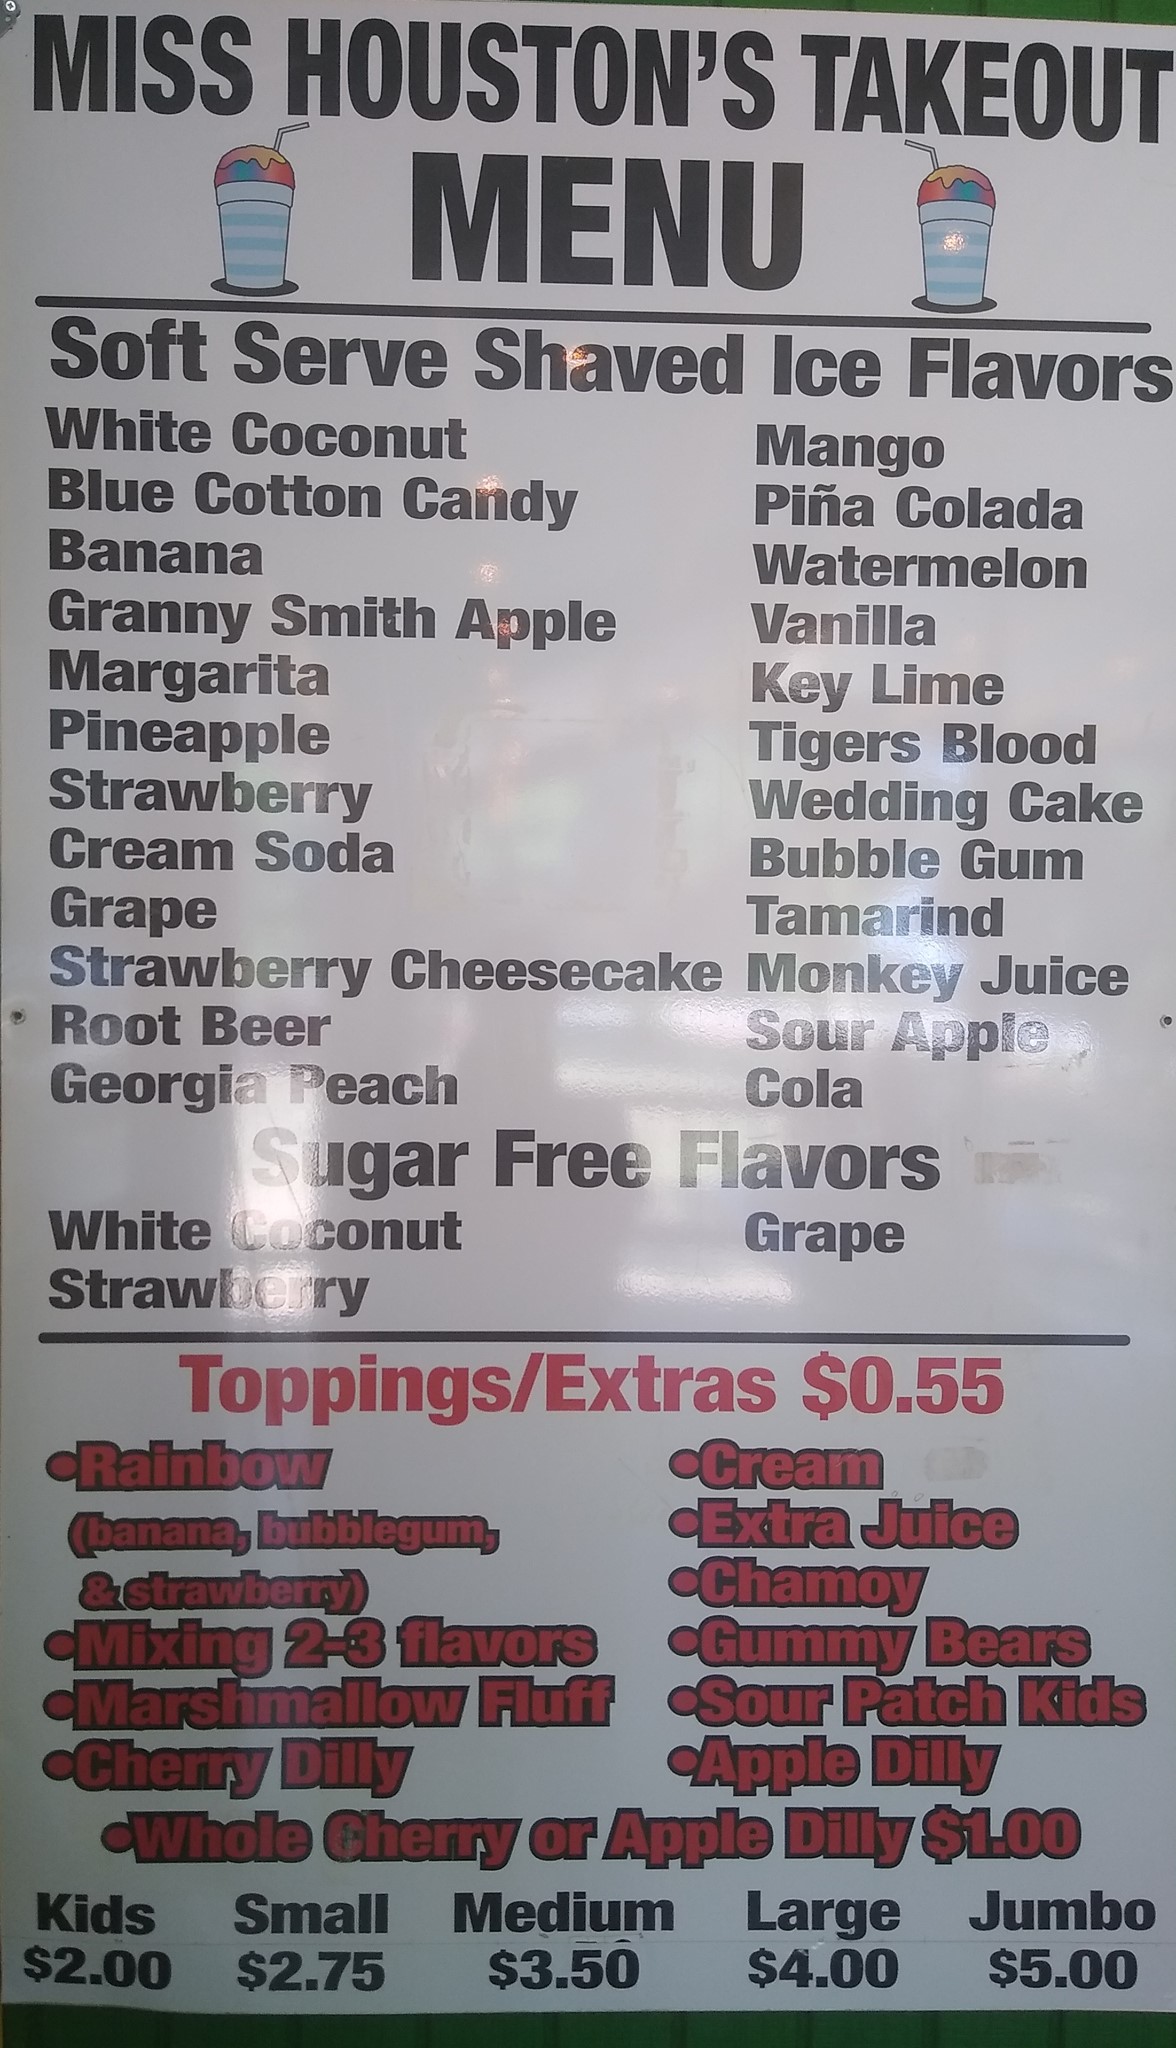 MISS HOUSTON'S TAKEOUT
MENU
Soft Serve Shaved Ice Flavors
White Coconut
Blue Cotton Candy
Banana
Granny Smith Apple
Margarita
Pineapple
Strawberry
Cream Soda
Grape
Strawberry Cheesecake
Root Beer
Georgia Peach
Mango
Piña Colada
Watermelon
Vanilla
Key Lime
Tigers Blood
Wedding Cake
Bubble Gum
Tamarind
Monkey Juice
Sour Apple
Cola
Sugar Free Flavors
White Coconut
Strawberry
Grape
Toppings/Extras $0.55
•Rainbow
(banana, bubblegum,
& strawberry)
•Mixing 2-3 flavors
•Marshmallow Fluff
•Cherry Dilly
•Cream
•Extra Juice
•Chamoy
•Gummy Bears
•Sour Patch Kids
•Apple Dilly
•Whole Cherry or Apple Dilly $1.00
Kids Small Medium Large Jumbo
$2.00 $2.75 $3.50 $4.00 $5.00